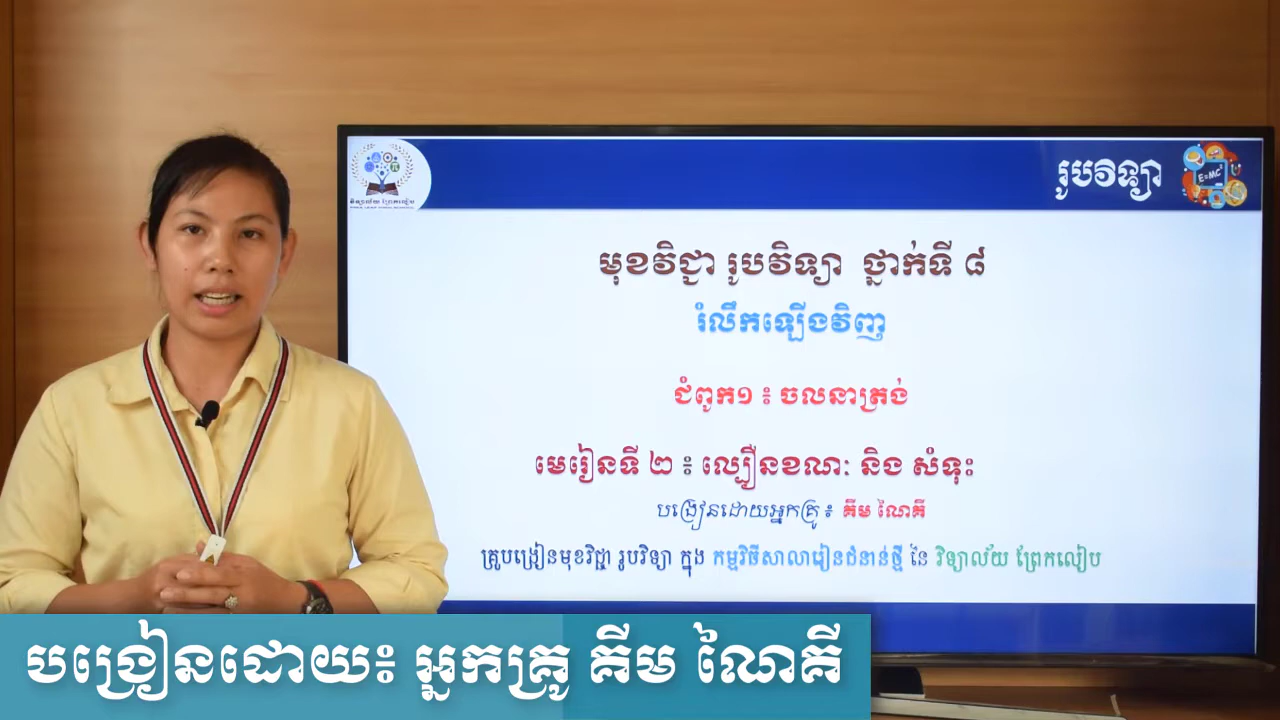 រូបវិទ្យា
E=MC²
មុខវិជ្ជា រូបវិទ្យា ថ្នាក់ទី ៨
រំលឹកឡើងវិញ
ជំពូក១ ៖ ចលនាត្រង់
មេរៀនទី ២ ៖ ល្បឿនខណៈ និង សំទុះ
បង្រៀនដោយអ្នកគ្រូ ៖ គីម ណៃគី
គ្រូបង្រៀនមុខវិជ្ជា រូបវិទ្យា ក្នុង កម្មវិធីសាលារៀនជំនាន់ថ្មី នៃ វិទ្យាល័យ ព្រែកលៀប
បង្រៀនដោយ៖ អ្នកគ្រូ គីម ណៃគី